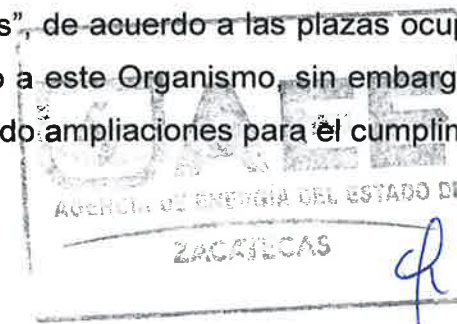 s”, de acuerdo a las plazas ocup
o a este Organismo, sin embarg
do ampliaciones para el cumplin
AGENCIA DE ENERGÍA DEL ESTADO DE
ZACATECAS